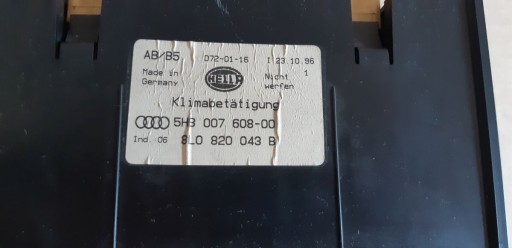 AB/B5 D72-01-16 I 23.10.96
Made in Germany HELLA Nicht werfen 1
Klimabetätigung
5H3 007 608-00
Ind. 06 8L0 820 043 B